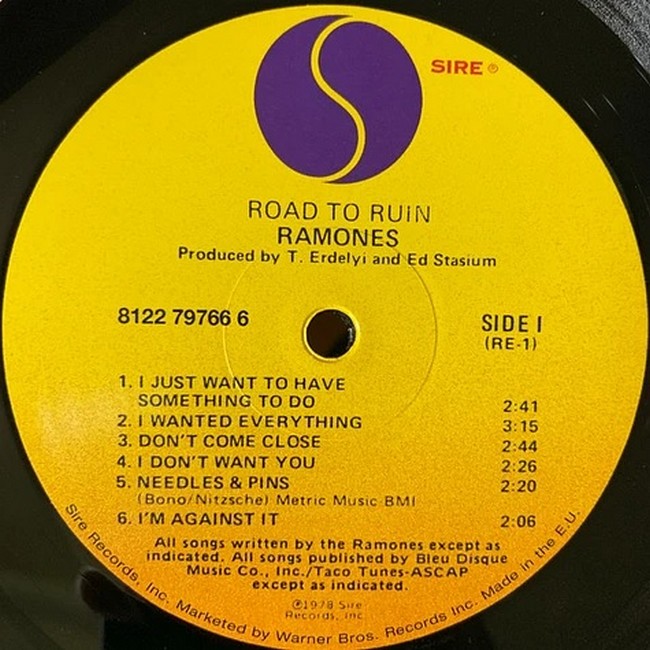 SIRE ®
ROAD TO RUIN
RAMONES
Produced by T. Erdelyi and Ed Stasium
8122 79766 6
SIDE I
(RE-1)
1. I JUST WANT TO HAVE
SOMETHING TO DO 2:41
2. I WANTED EVERYTHING 3:15
3. DON'T COME CLOSE 2:44
4. I DON'T WANT YOU 2:26
5. NEEDLES & PINS 2:20
(Bono/Nitzsche) Metric Music BMI
6. I'M AGAINST IT 2:06
All songs written by the Ramones except as
indicated. All songs published by Bleu Disque
Music Co., Inc./Taco Tunes-ASCAP
except as indicated.
℗1978 Sire
Records, Inc.
Sire Records, Inc. Marketed by Warner Bros. Records Inc. Made in the E.U.